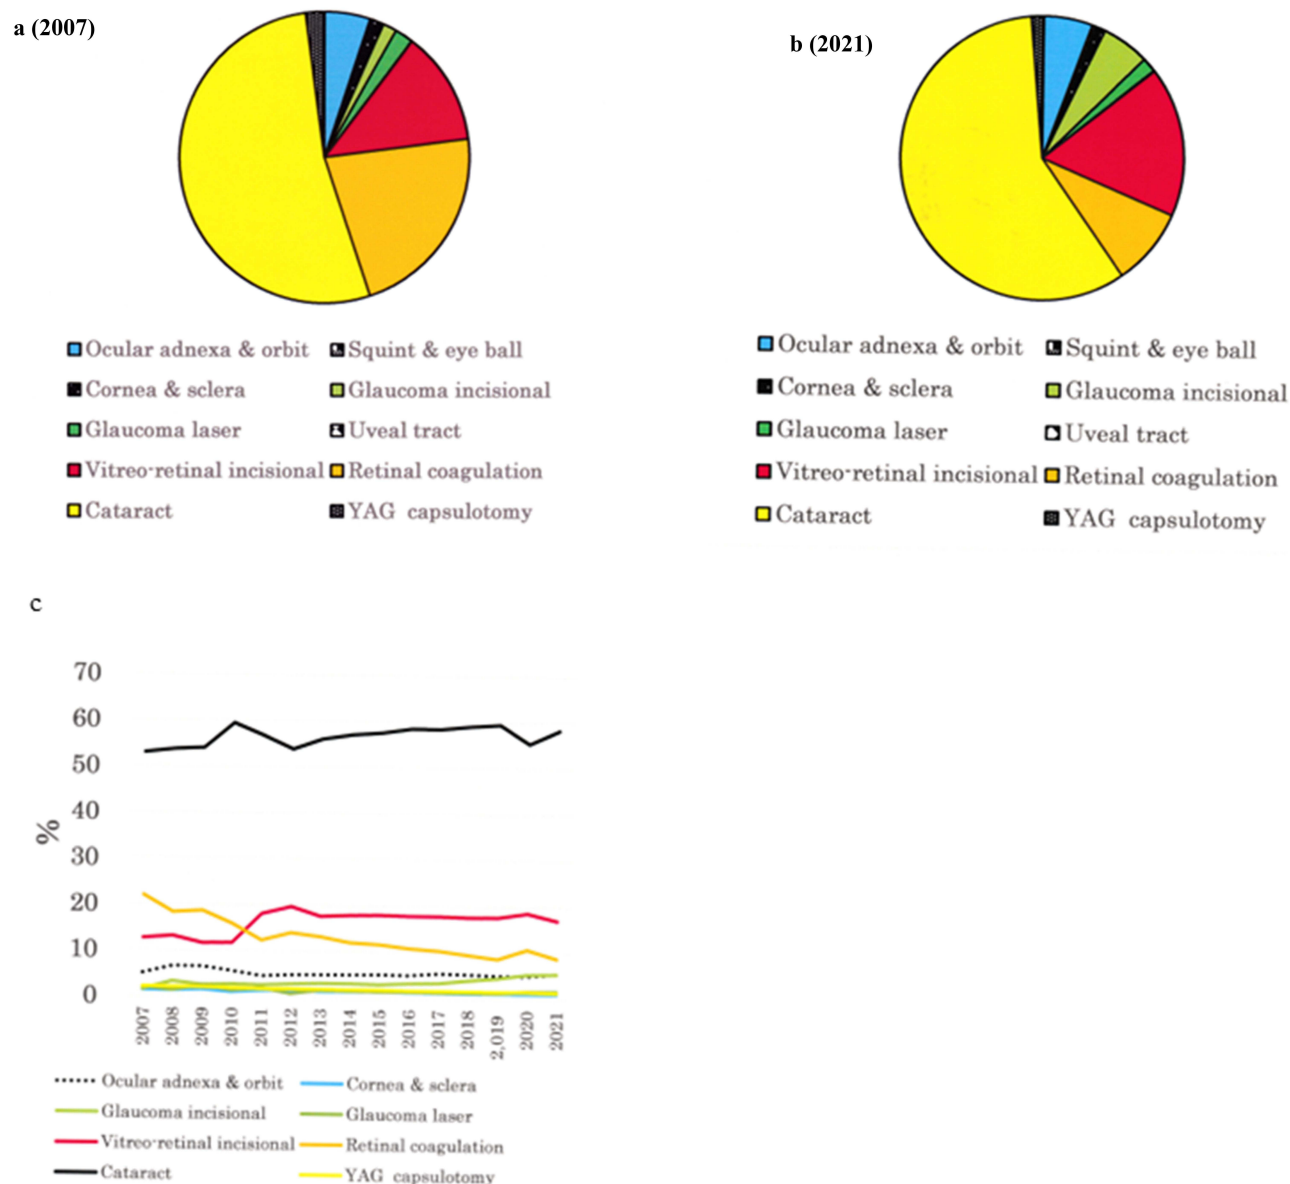 a (2007)
b (2021)
Ocular adnexa & orbit Squint & eye ball
Cornea & sclera Glaucoma incisional
Glaucoma laser Uveal tract
Vitreo-retinal incisional Retinal coagulation
Cataract YAG capsulotomy
Ocular adnexa & orbit Squint & eye ball
Cornea & sclera Glaucoma incisional
Glaucoma laser Uveal tract
Vitreo-retinal incisional Retinal coagulation
Cataract YAG capsulotomy
c
70
60
50
40
30
20
10
0
%
2007 2008 2009 2010 2011 2012 2013 2014 2015 2016 2017 2018 2,019 2020 2021
Ocular adnexa & orbit Cornea & sclera
Glaucoma incisional Glaucoma laser
Vitreo-retinal incisional Retinal coagulation
Cataract YAG capsulotomy